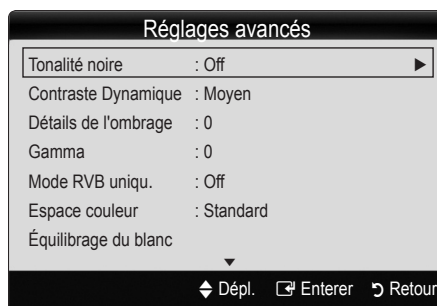 Réglages avancés
Tonalité noire : Off
Contraste Dynamique : Moyen
Détails de l'ombrage : 0
Gamma : 0
Mode RVB uniqu. : Off
Espace couleur : Standard
Équilibrage du blanc
Dépl. Enterer Retour